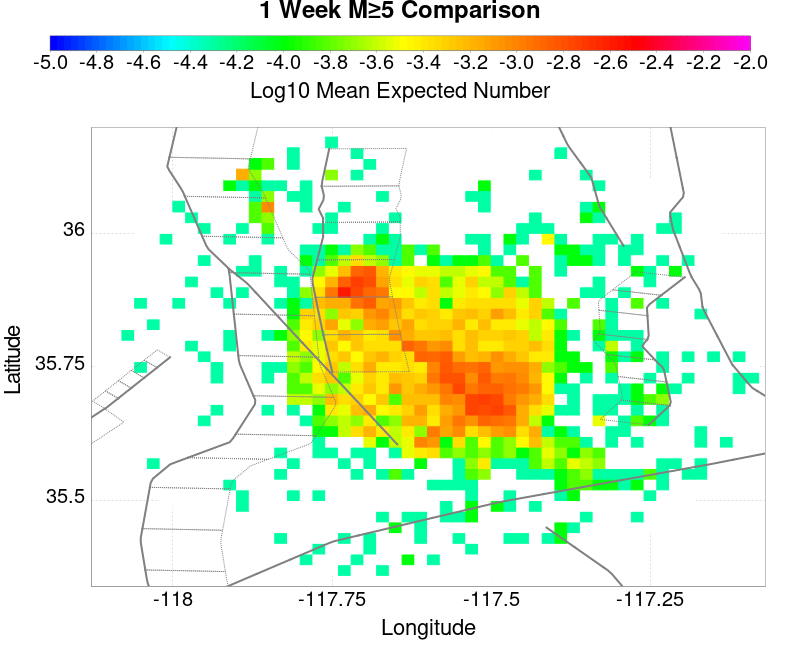 1 Week M≥5 Comparison
-5.0 -4.8 -4.6 -4.4 -4.2 -4.0 -3.8 -3.6 -3.4 -3.2 -3.0 -2.8 -2.6 -2.4 -2.2 -2.0
Log10 Mean Expected Number
36
35.75
35.5
Latitude
-118 -117.75 -117.5 -117.25
Longitude